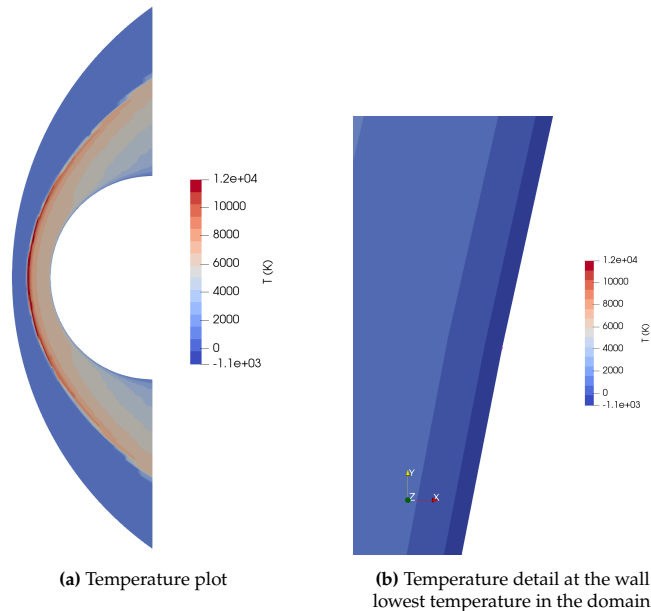 1.2e+04
10000
8000
6000
4000
2000
0
-1.1e+03
T (K)
1.2e+04
10000
8000
6000
4000
2000
0
-1.1e+03
T (K)
Y
Z
X
(a) Temperature plot
(b) Temperature detail at the wall
lowest temperature in the domain